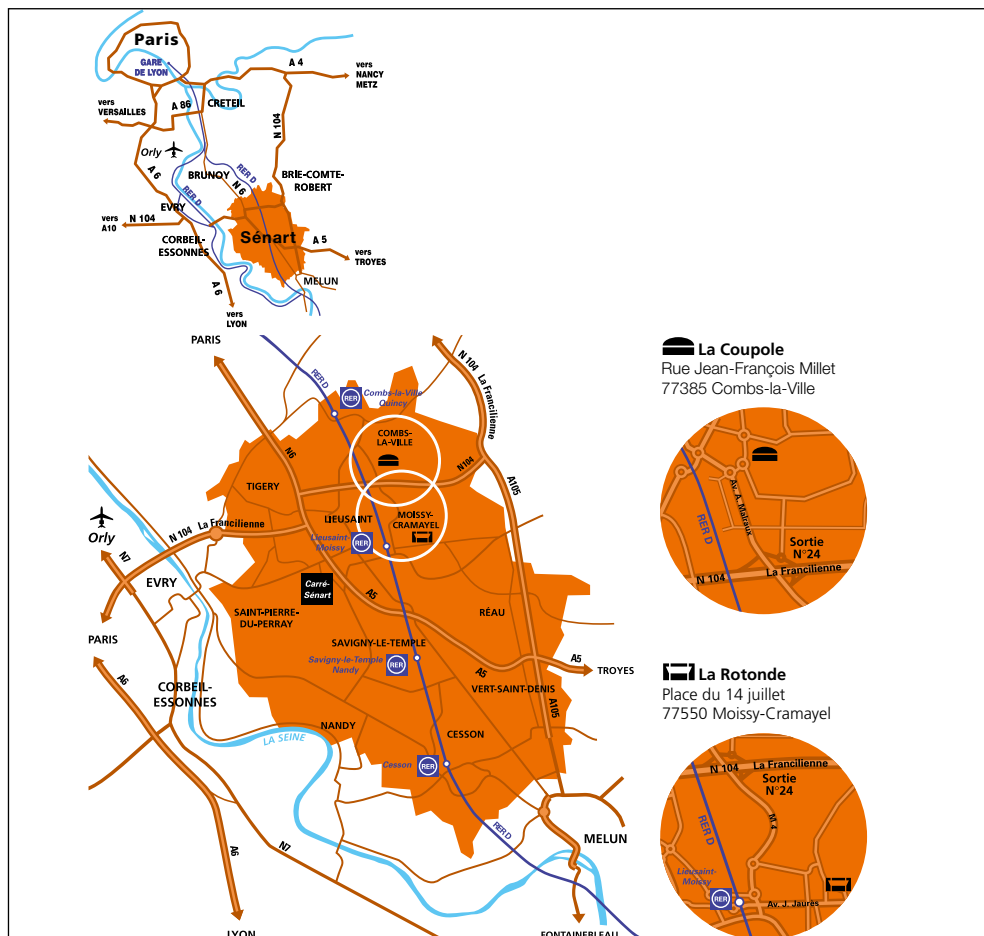 Paris
GARE
DE LYON
A 4
vers
NANCY
METZ
vers
VERSAILLES
A 86
CRETEIL
N 104
Orly
A 6
BRUNOY
N 6
RER D
BRIE-COMTE-
ROBERT
RER D
EVRY
vers
A10
N 104
CORBEIL-
ESSONNES
Sénart
A 5
vers
TROYES
MELUN
A 6
vers
LYON
PARIS
RER D
N 104
La Francilienne
RER
Combs-la-Ville
Quincy
COMBS-
LA-VILLE
N6
N104
A105
TIGERY
LIEUSAINT
MOISSY-
CRAMAYEL
Orly
N 104
La Francilienne
Lieusaint-
Moissy
RER
N7
EVRY
Carré-
Sénart
A5
SAINT-PIERRE-
DU-PERRAY
RÉAU
PARIS
SAVIGNY-LE-TEMPLE
Savigny-le-Temple
Nandy
RER
A5
A5
TROYES
A6
CORBEIL-
ESSONNES
VERT-SAINT-DENIS
A105
NANDY
CESSON
LA SEINE
Cesson
RER
RER D
MELUN
A6
N7
LYON
FONTAINEBLEAU
La Coupole
Rue Jean-François Millet
77385 Combs-la-Ville
Av. A. Malraux
RER D
Sortie
N°24
N 104
La Francilienne
La Rotonde
Place du 14 juillet
77550 Moissy-Cramayel
N 104
La Francilienne
Sortie
N°24
RER D
M 4
Lieusaint-
Moissy
RER
Av. J. Jaurès